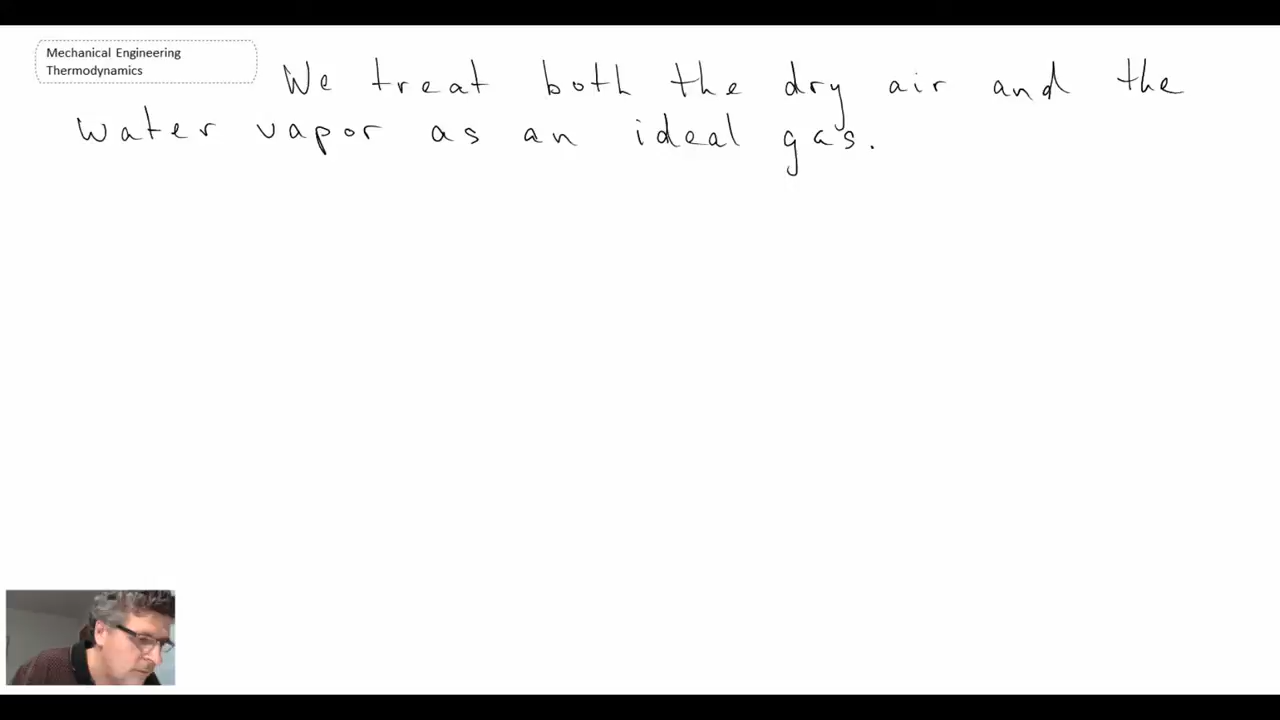 Mechanical Engineering
Thermodynamics
We treat both the dry air and the
water vapor as an ideal gas.